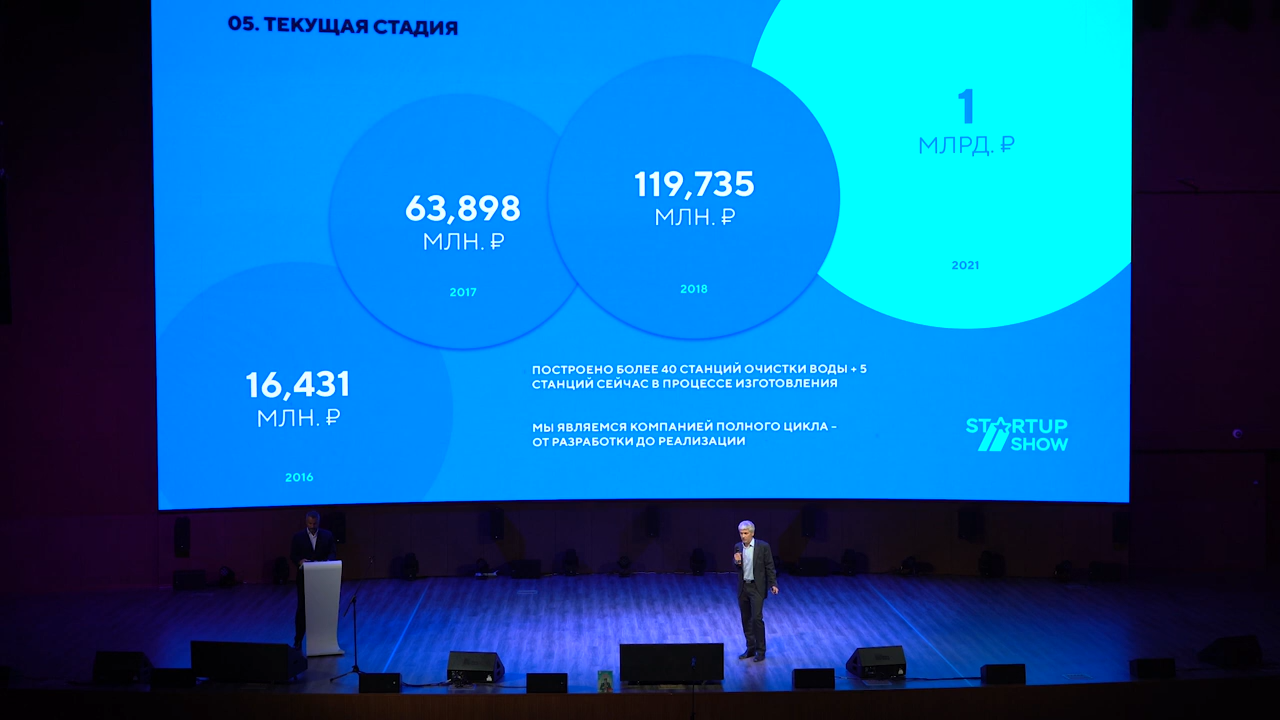 05. ТЕКУЩАЯ СТАДИЯ
16,431
МЛН. ₽
2016
63,898
МЛН. ₽
2017
119,735
МЛН. ₽
2018
1
МЛРД. ₽
2021
ПОСТРОЕНО БОЛЕЕ 40 СТАНЦИЙ ОЧИСТКИ ВОДЫ + 5
СТАНЦИЙ СЕЙЧАС В ПРОЦЕССЕ ИЗГОТОВЛЕНИЯ
МЫ ЯВЛЯЕМСЯ КОМПАНИЕЙ ПОЛНОГО ЦИКЛА –
ОТ РАЗРАБОТКИ ДО РЕАЛИЗАЦИИ
STARTUP
SHOW